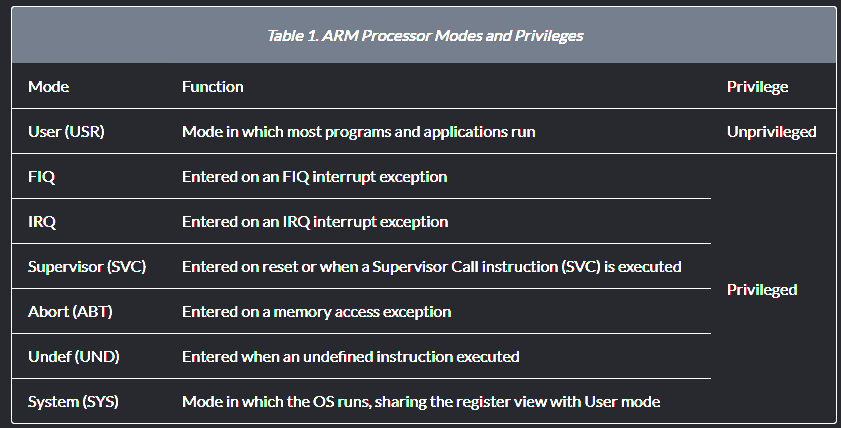 Table 1. ARM Processor Modes and Privileges
Mode Function Privilege
User (USR) Mode in which most programs and applications run Unprivileged
FIQ Entered on an FIQ interrupt exception
IRQ Entered on an IRQ interrupt exception
Supervisor (SVC) Entered on reset or when a Supervisor Call instruction (SVC) is executed
Privileged
Abort (ABT) Entered on a memory access exception
Undef (UND) Entered when an undefined instruction executed
System (SYS) Mode in which the OS runs, sharing the register view with User mode